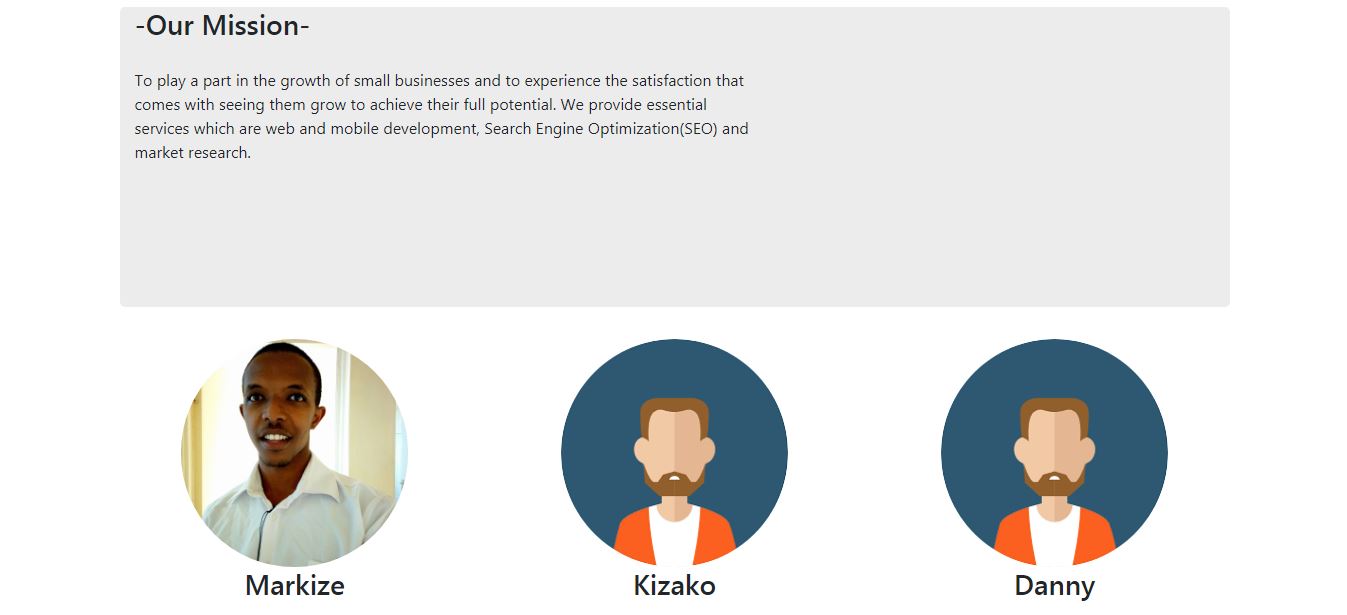 -Our Mission-
To play a part in the growth of small businesses and to experience the satisfaction that
comes with seeing them grow to achieve their full potential. We provide essential
services which are web and mobile development, Search Engine Optimization(SEO) and
market research.
Markize
Kizako
Danny